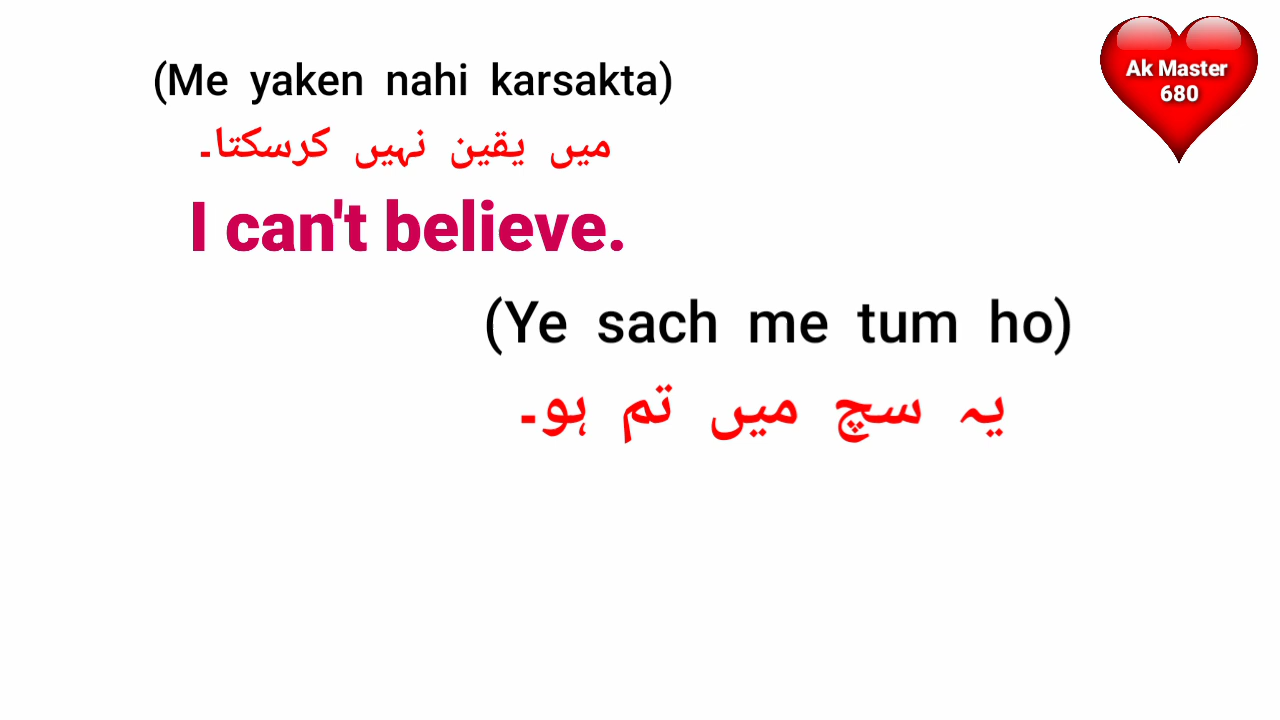 (Me yaken nahi karsakta)
میں یقین نہیں کرسکتا۔
I can't believe.
(Ye sach me tum ho)
یہ سچ میں تم ہو۔
Ak Master
680